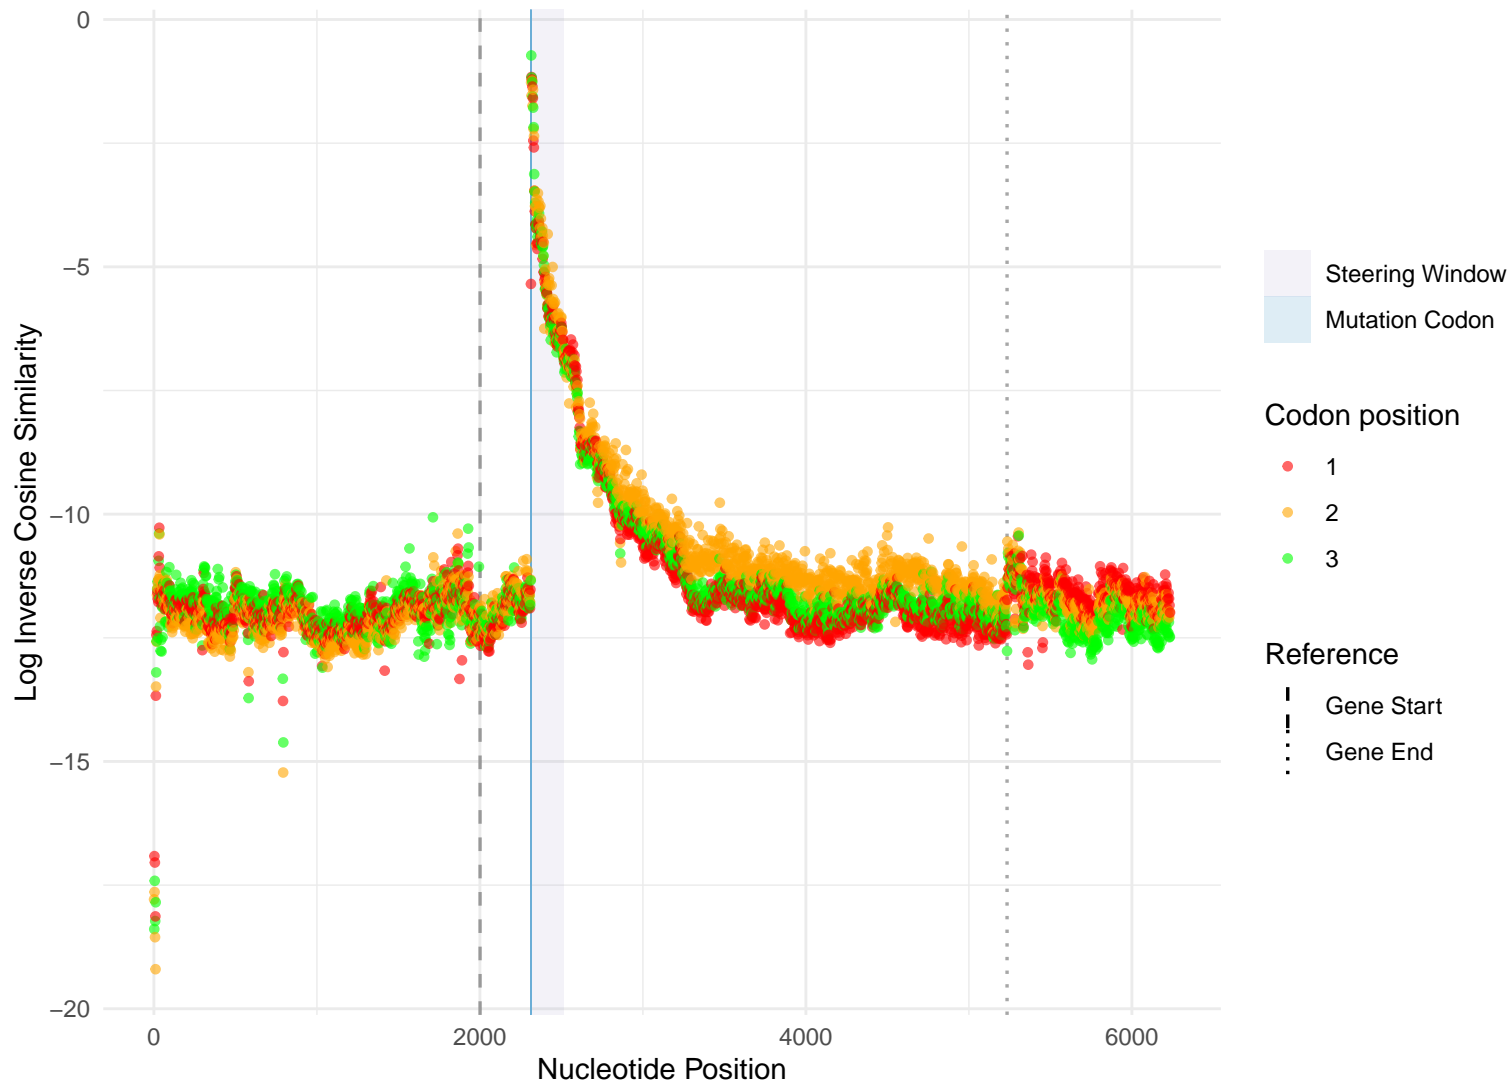 0
−5
−10
−15
−20
Log Inverse Cosine Similarity
0
2000
4000
6000
Nucleotide Position
Steering Window
Mutation Codon
Codon position
1
2
3
Reference
Gene Start
Gene End